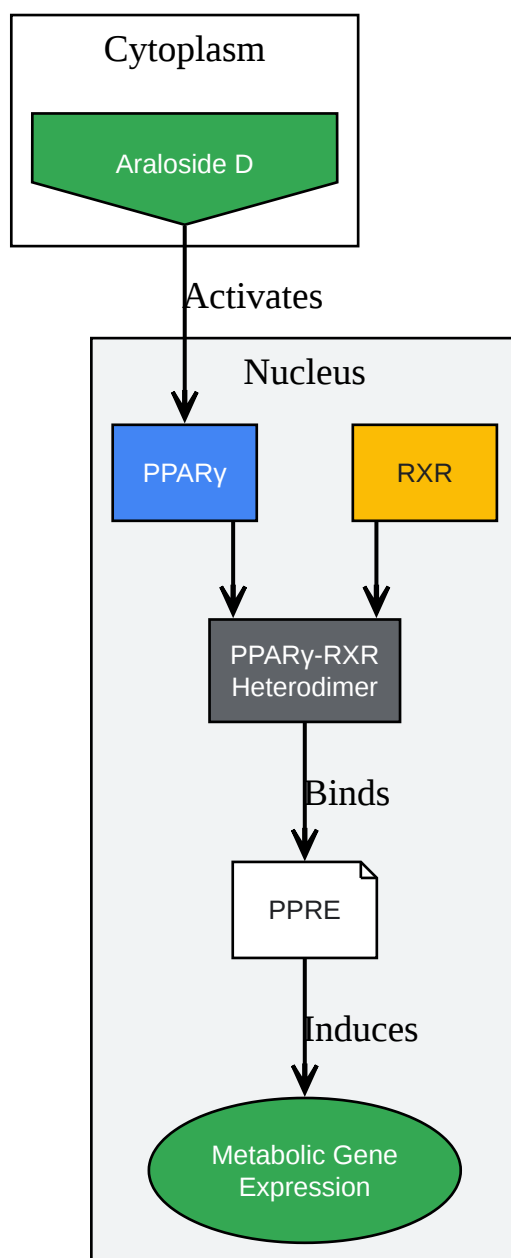 Cytoplasm
Araloside D
Activates
Nucleus
PPARγ
RXR
PPARγ-RXR
Heterodimer
Binds
PPRE
Induces
Metabolic Gene
Expression